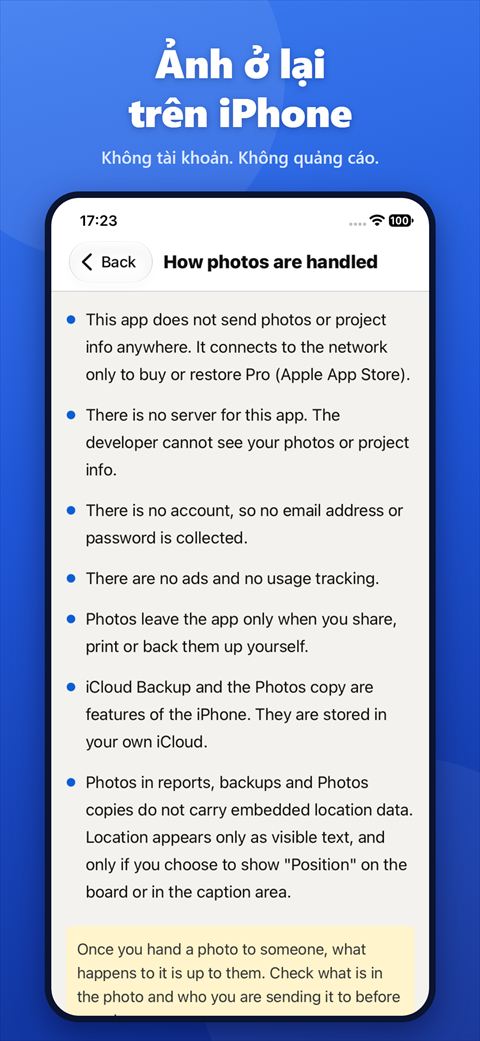 Ảnh ở lại
trên iPhone
Không tài khoản. Không quảng cáo.
17:23
100
Back
How photos are handled
This app does not send photos or project
info anywhere. It connects to the network
only to buy or restore Pro (Apple App Store).
There is no server for this app. The
developer cannot see your photos or project
info.
There is no account, so no email address or
password is collected.
There are no ads and no usage tracking.
Photos leave the app only when you share,
print or back them up yourself.
iCloud Backup and the Photos copy are
features of the iPhone. They are stored in
your own iCloud.
Photos in reports, backups and Photos
copies do not carry embedded location data.
Location appears only as visible text, and
only if you choose to show "Position" on the
board or in the caption area.
Once you hand a photo to someone, what
happens to it is up to them. Check what is in
the photo and who you are sending it to before